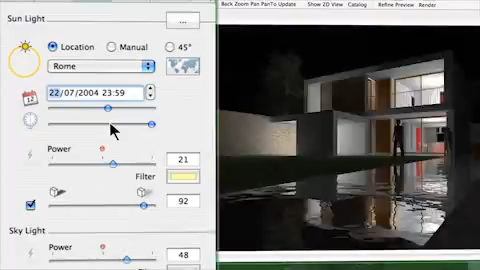 Back Zoom Pan PanTo Update Show 2D View Catalog Refine Preview Render
Sun Light
...
Location Manual 45°
Rome
22/07/2004 23:59
12
Power
21
Filter
92
Sky Light
Power
48